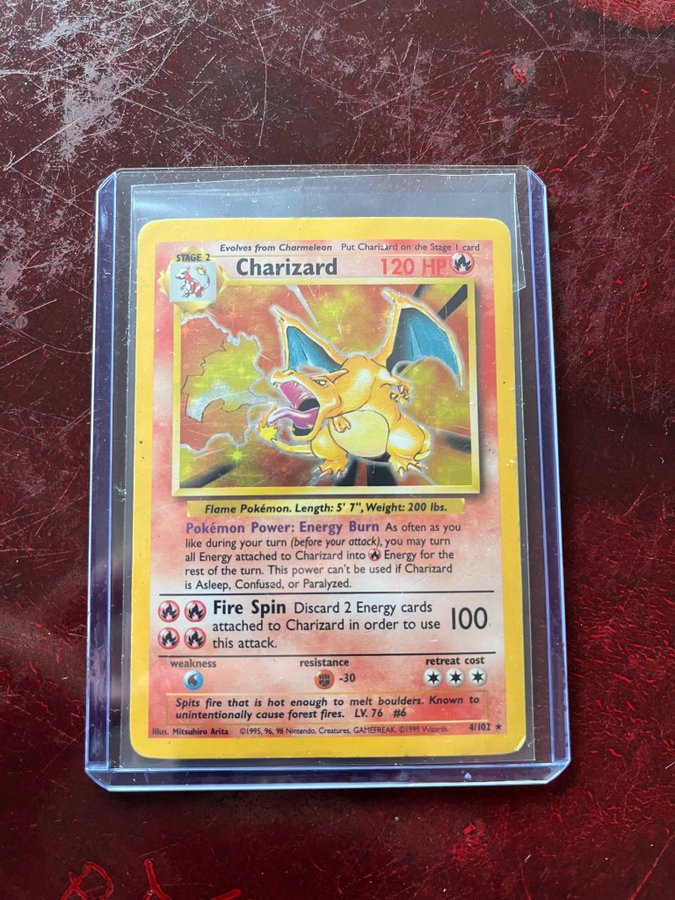 Evolves from Charmeleon Put Charizard on the Stage 1 card
STAGE 2
Charizard 120 HP
Flame Pokémon. Length: 5' 7", Weight: 200 lbs.
Pokémon Power: Energy Burn As often as you
like during your turn (before your attack), you may turn
all Energy attached to Charizard into Energy for the
rest of the turn. This power can't be used if Charizard
is Asleep, Confused, or Paralyzed.
Fire Spin Discard 2 Energy cards
attached to Charizard in order to use 100
this attack.
weakness resistance retreat cost
-30
Spits fire that is hot enough to melt boulders. Known to
unintentionally cause forest fires. LV. 76 #6
Illus. Mitsuhiro Arita ©1995, 96, 98 Nintendo, Creatures, GAMEFREAK. ©1999 Wizards. 4/102